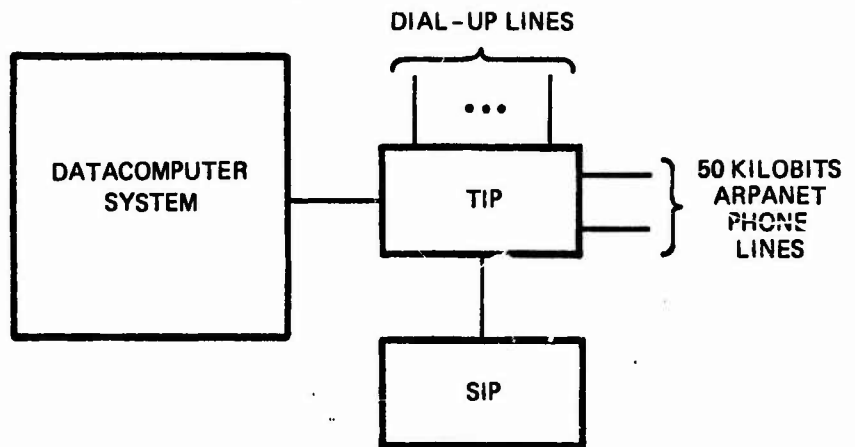 DIAL-UP LINES
DATACOMPUTER
SYSTEM
TIP
50 KILOBITS
ARPANET
PHONE
LINES
SIP